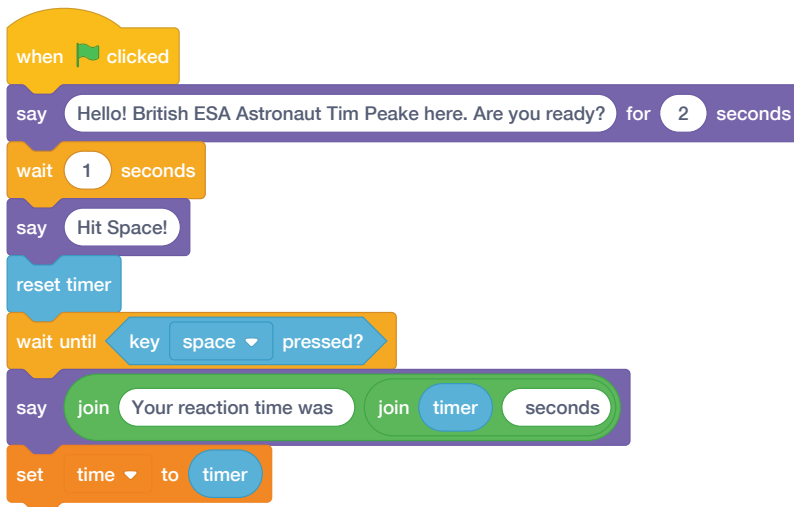 when clicked
say Hello! British ESA Astronaut Tim Peake here. Are you ready? for 2 seconds
wait 1 seconds
say Hit Space!
reset timer
wait until key space pressed?
say join Your reaction time was join timer seconds
set time to timer